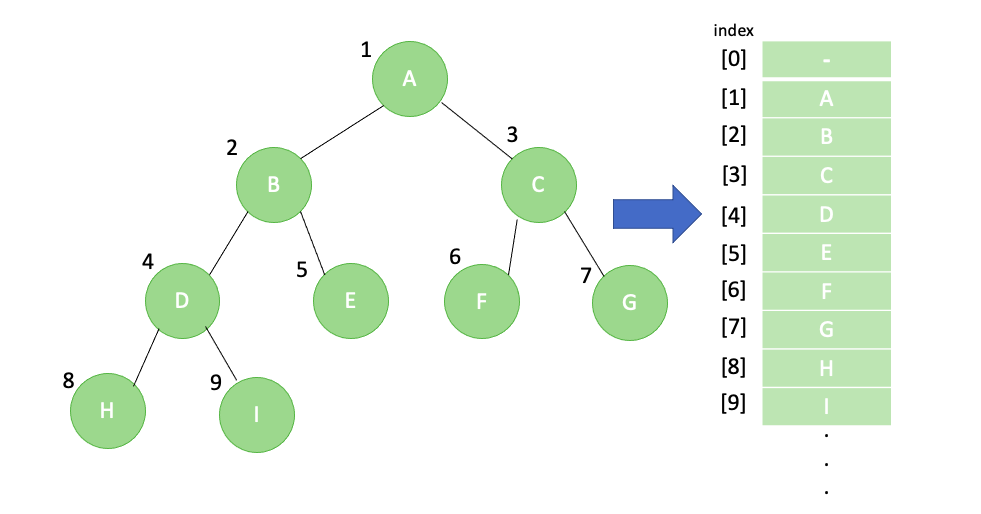 1
A
2
B
3
C
4
D
5
E
6
F
7
G
8
H
9
I
index
[0] -
[1] A
[2] B
[3] C
[4] D
[5] E
[6] F
[7] G
[8] H
[9] I
.
.
.